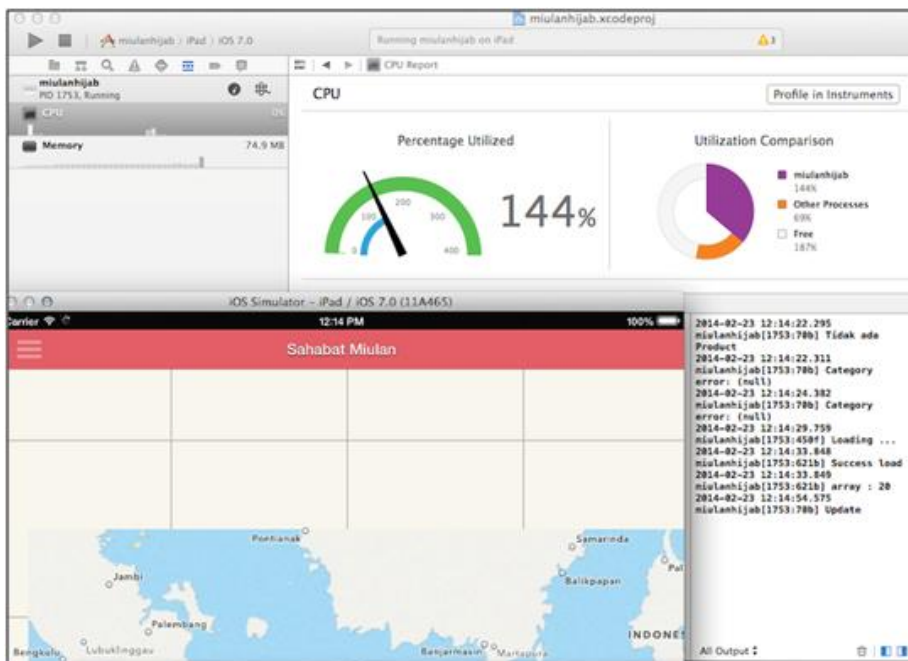 miulanhijab.xcodeproj
miulanhijab iPad iOS 7.0
Running miulanhijab on iPad
3
CPU Report
miulanhijab
PID 1753, Running
CPU
Memory 74.9 MB
CPU
Profile in Instruments
Percentage Utilized
0 100 200 300 400
144%
Utilization Comparison
miulanhijab
144%
Other Processes
69%
Free
187%
iOS Simulator - iPad / iOS 7.0 (11A465)
Carrier 12:14 PM 100%
Sahabat Miulan
Pontianak
Samarinda
Jambi
Balikpapan
Pal
Palembang
INDONES
Bengkulu
Lubuklinggau
Banjarmasin
Martapura
2014-02-23 12:14:22.295
miulanhijab[1753:70b] Tidak ada
Product
2014-02-23 12:14:22.311
miulanhijab[1753:70b] Category
error: (null)
2014-02-23 12:14:24.382
miulanhijab[1753:70b] Category
error: (null)
2014-02-23 12:14:29.759
miulanhijab[1753:450f] Loading ...
2014-02-23 12:14:33.848
miulanhijab[1753:621b] Success load
2014-02-23 12:14:33.849
miulanhijab[1753:621b] array : 20
2014-02-23 12:14:54.575
miulanhijab[1753:70b] Update
All Output